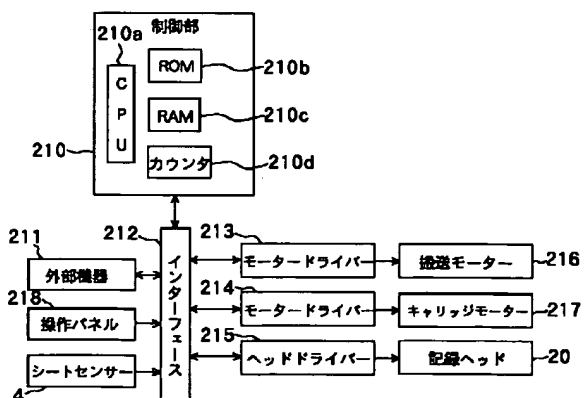 210a
制御部
CPU
ROM
210b
RAM
210c
210
カウンタ
210d
211
212
213
外部機器
インターフェース
モータードライバー
搬送モーター
216
218
214
操作パネル
モータードライバー
キャリッジモーター
217
215
シートセンサー
ヘッドドライバー
記録ヘッド
20
4